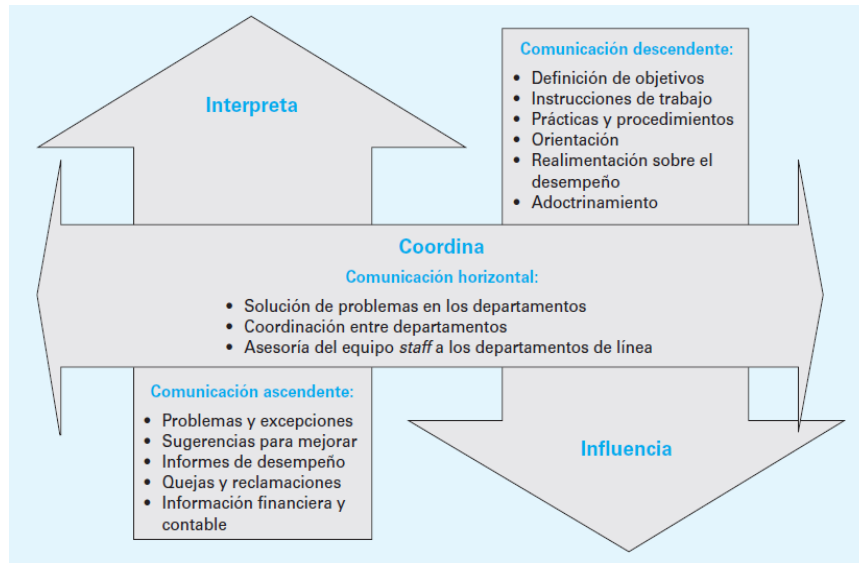 Interpreta
Comunicación descendente:
• Definición de objetivos
• Instrucciones de trabajo
• Prácticas y procedimientos
• Orientación
• Realimentación sobre el
desempeño
• Adoctrinamiento
Coordina
Comunicación horizontal:
• Solución de problemas en los departamentos
• Coordinación entre departamentos
• Asesoría del equipo staff a los departamentos de línea
Comunicación ascendente:
• Problemas y excepciones
• Sugerencias para mejorar
• Informes de desempeño
• Quejas y reclamaciones
• Información financiera y
contable
Influencia